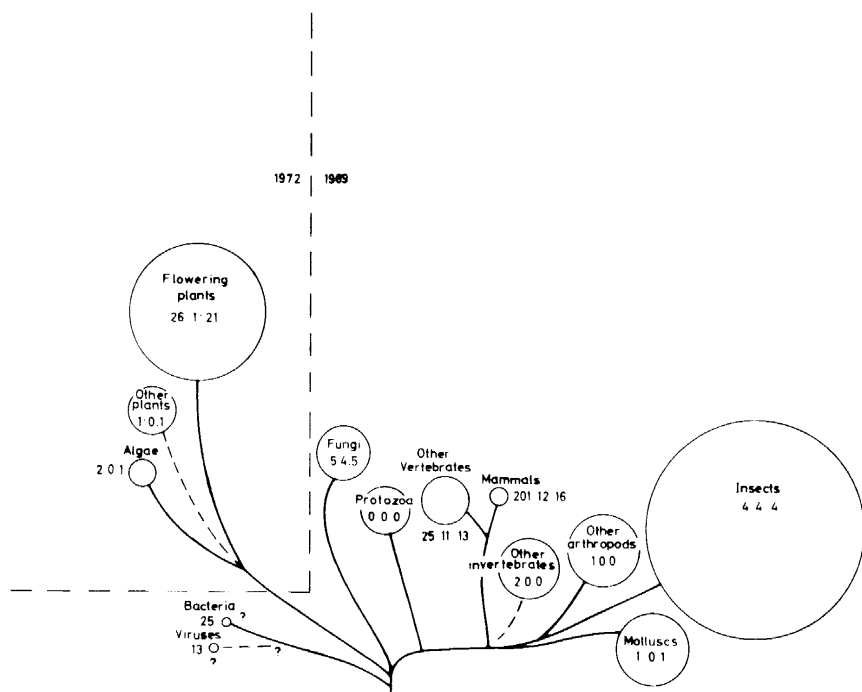 1972 1969
Flowering
plants
26 1·21
Other
plants
1·0.1
Algae
2 0 1
Fungi
5 4.5
Other
Vertebrates
25 11 13
Mammals
201 12 16
Protozoa
0 0 0
Other
invertebrates
2 0 0
Other
arthropods
1 0 0
Insects
4 4 4
Molluscs
1 0 1
Bacteria
25 ?
Viruses
13 ?
?